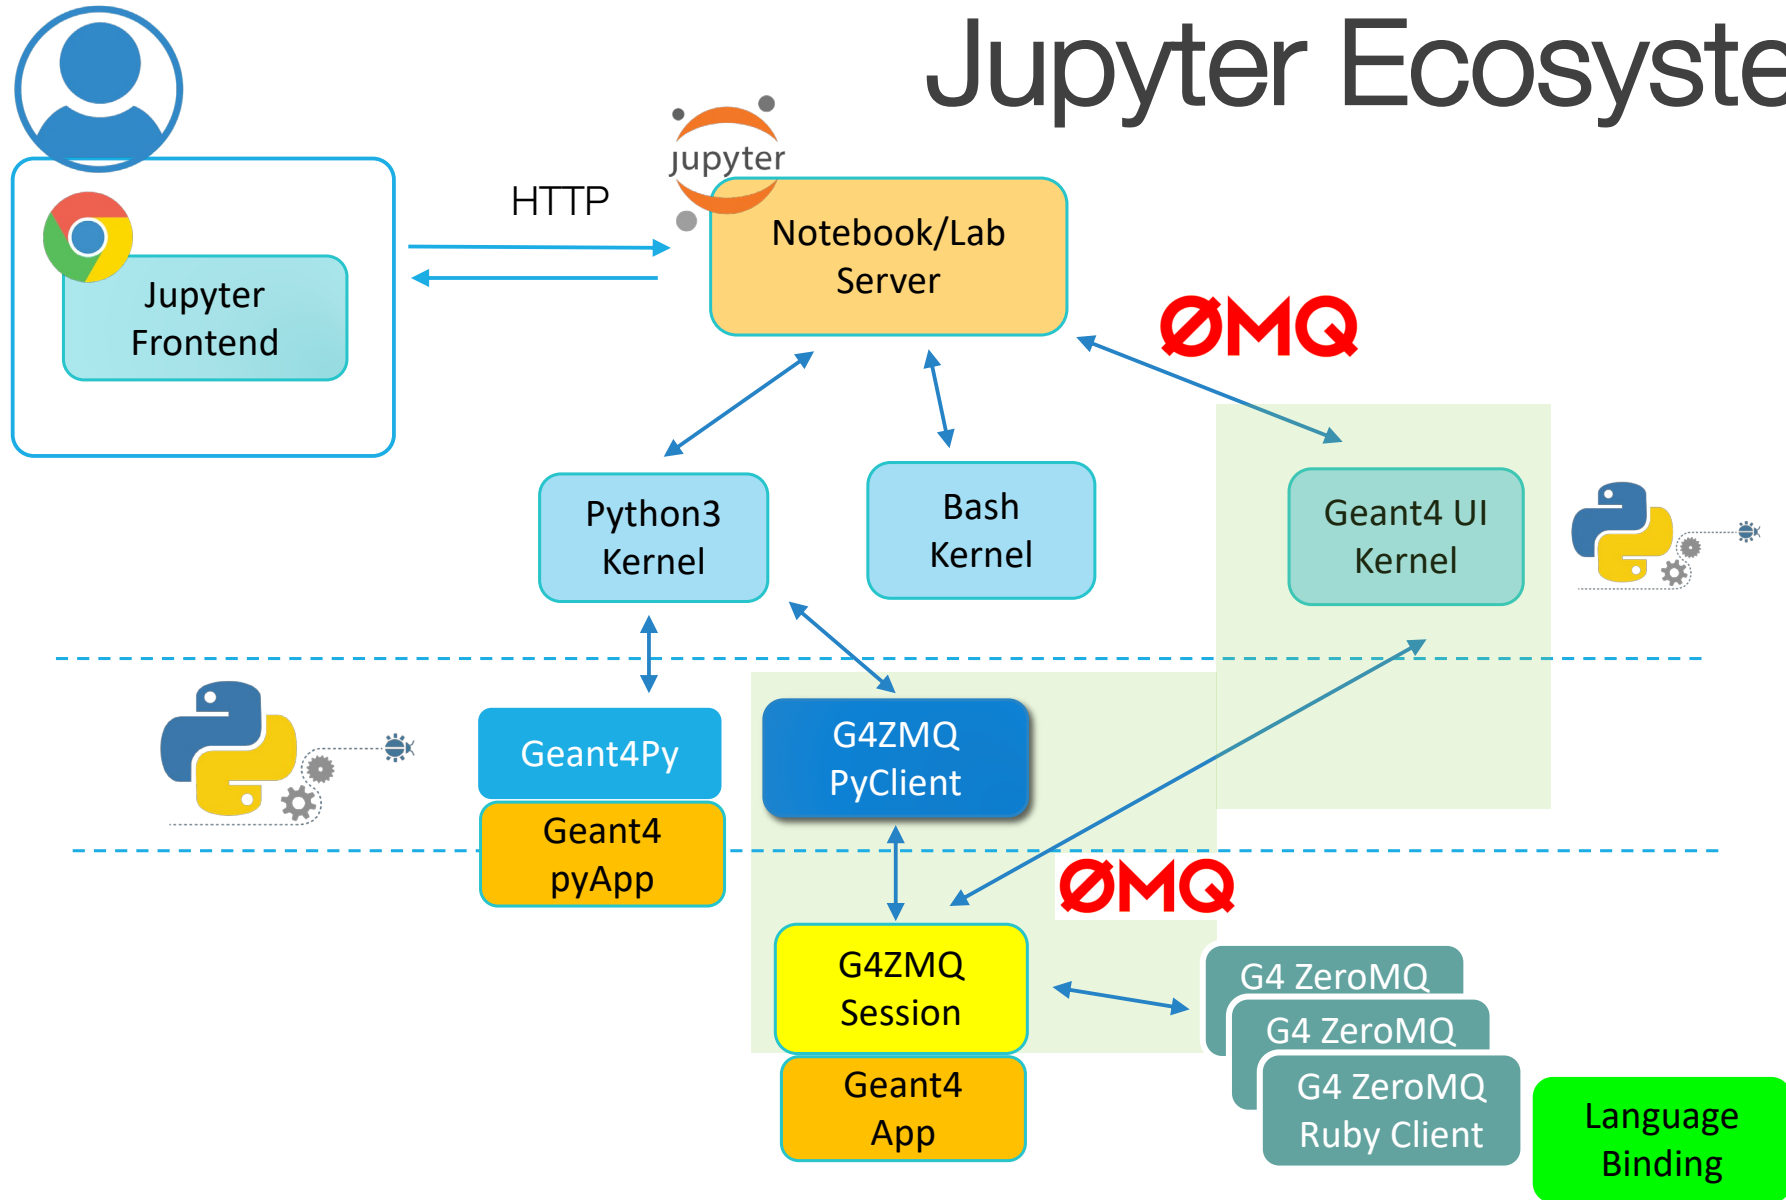 Jupyter Ecosyste
jupyter
HTTP
Notebook/Lab
Server
Jupyter
Frontend
ØMQ
Python3
Kernel
Bash
Kernel
Geant4 UI
Kernel
Geant4Py
G4ZMQ
PyClient
Geant4
pyApp
ØMQ
G4ZMQ
Session
G4 ZeroMQ
G4 ZeroMQ
G4 ZeroMQ
Ruby Client
Geant4
App
Language
Binding